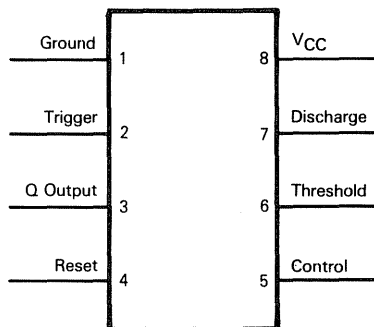 Ground 1 8 VCC
Trigger 2 7 Discharge
Q Output 3 6 Threshold
Reset 4 5 Control